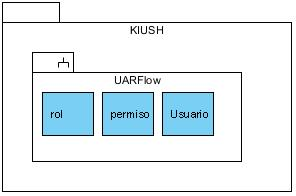 KIUSH
UARFlow
rol
permiso
Usuario